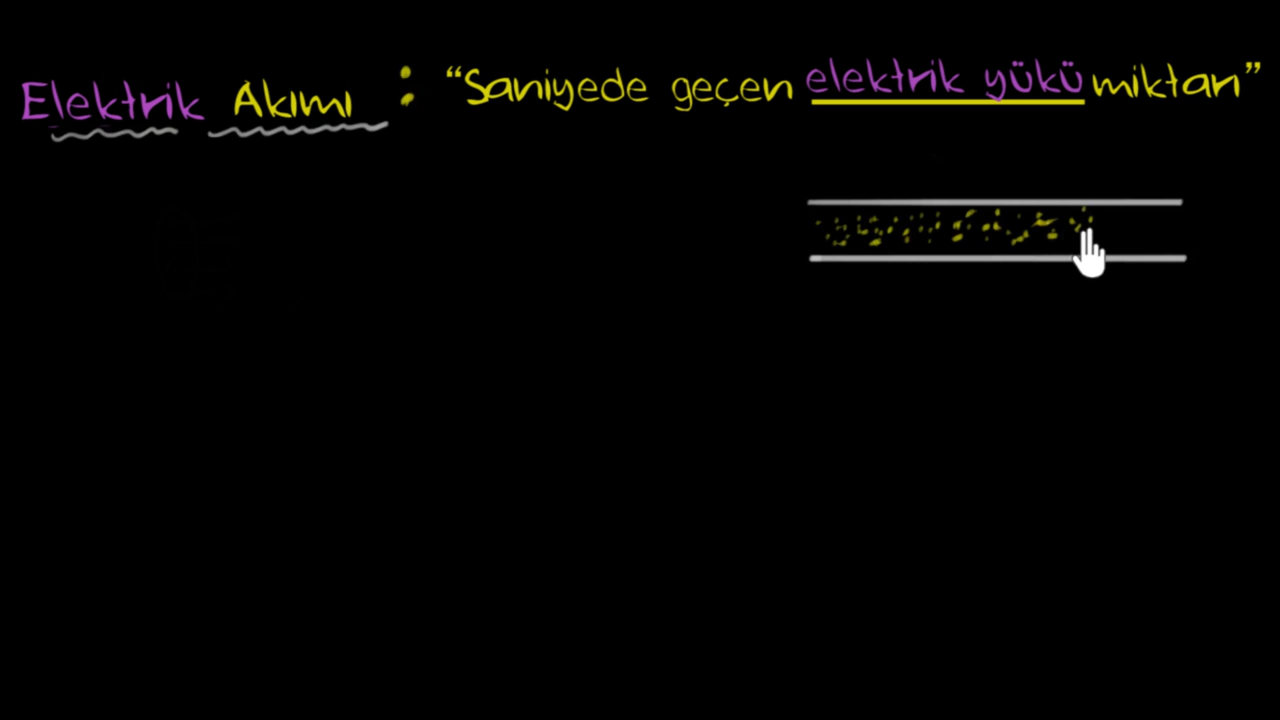 Elektrik Akımı : “Saniyede geçen elektrik yükü miktarı”